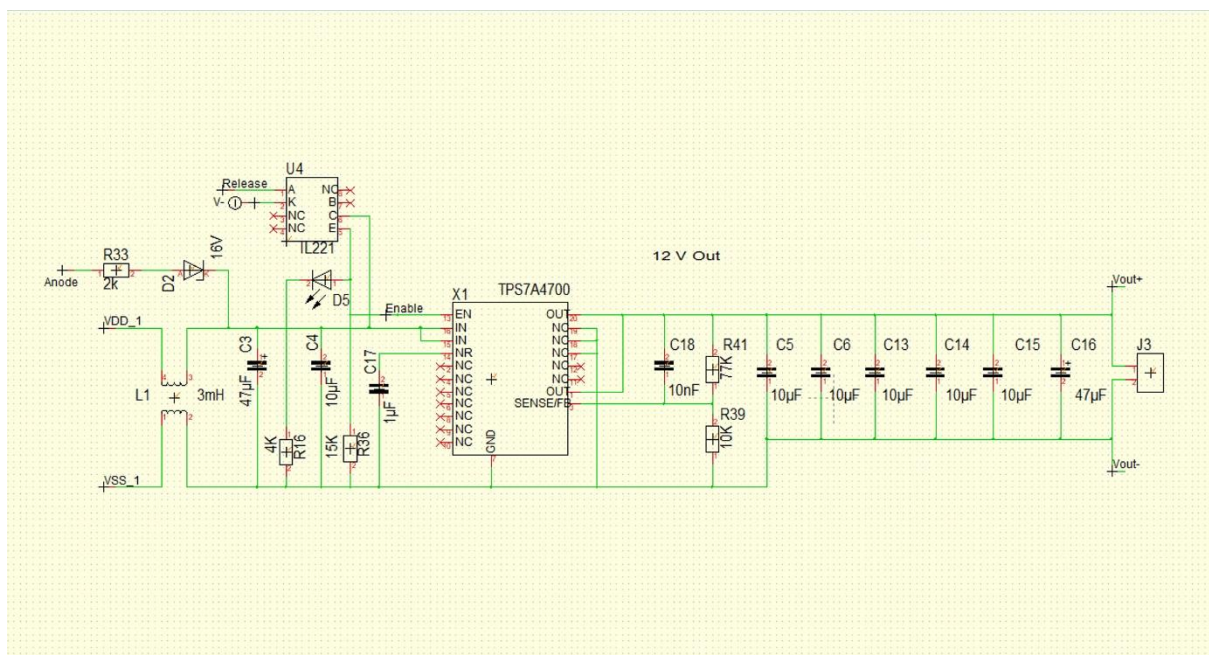 U4
Release
V-
A
K
NC
NC
NC
B
C
E
TL221
16V
R33
Anode
2k
D2
D5
12 V Out
X1
TPS7A4700
Enable
Vout+
VDD_1
EN
IN
IN
NR
NC
NC
NC
NC
NC
NC
NC
OUT
NC
NC
NC
NC
NC
OUT
SENSE/FB
GND
C3
47µF
C4
10µF
C17
1µF
C18
10nF
R41
77K
R39
10K
C5
10µF
C6
10µF
C13
10µF
C14
10µF
C15
10µF
C16
47µF
J3
L1
3mH
4K
R16
15K
R36
VSS_1
Vout-